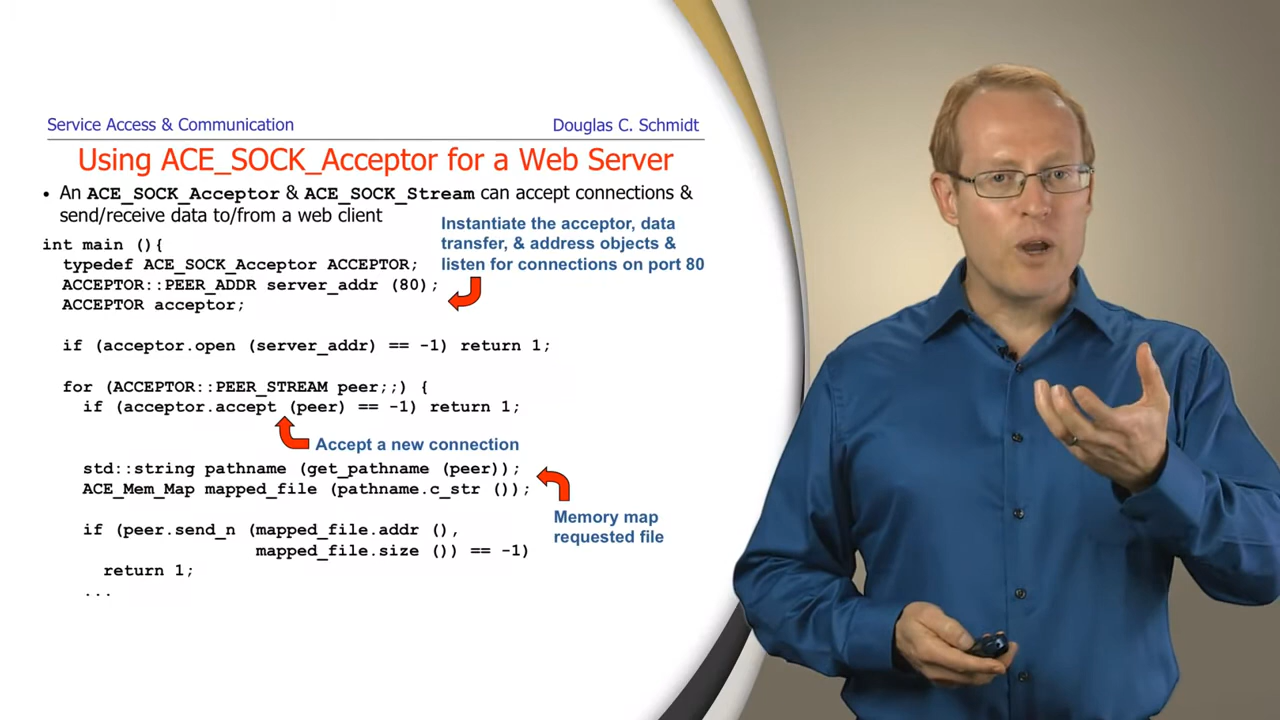 Service Access & Communication
Douglas C. Schmidt
Using ACE_SOCK_Acceptor for a Web Server
• An ACE_SOCK_Acceptor & ACE_SOCK_Stream can accept connections &
send/receive data to/from a web client
Instantiate the acceptor, data
transfer, & address objects &
listen for connections on port 80
int main (){
typedef ACE_SOCK_Acceptor ACCEPTOR;
ACCEPTOR::PEER_ADDR server_addr (80);
ACCEPTOR acceptor;
if (acceptor.open (server_addr) == -1) return 1;
for (ACCEPTOR::PEER_STREAM peer;;) {
if (acceptor.accept (peer) == -1) return 1;
Accept a new connection
std::string pathname (get_pathname (peer));
ACE_Mem_Map mapped_file (pathname.c_str ());
Memory map
requested file
if (peer.send_n (mapped_file.addr (),
mapped_file.size ()) == -1)
return 1;
...